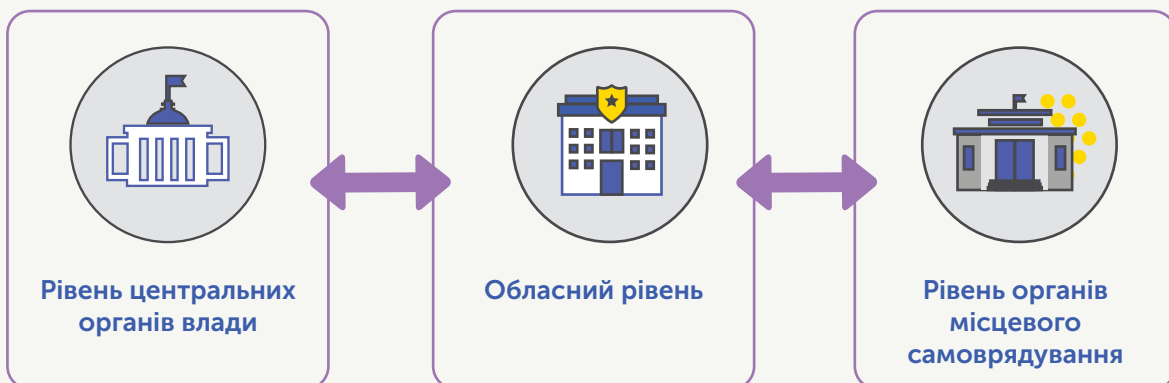 Рівень центральних
органів влади
Обласний рівень
Рівень органів
місцевого
самоврядування